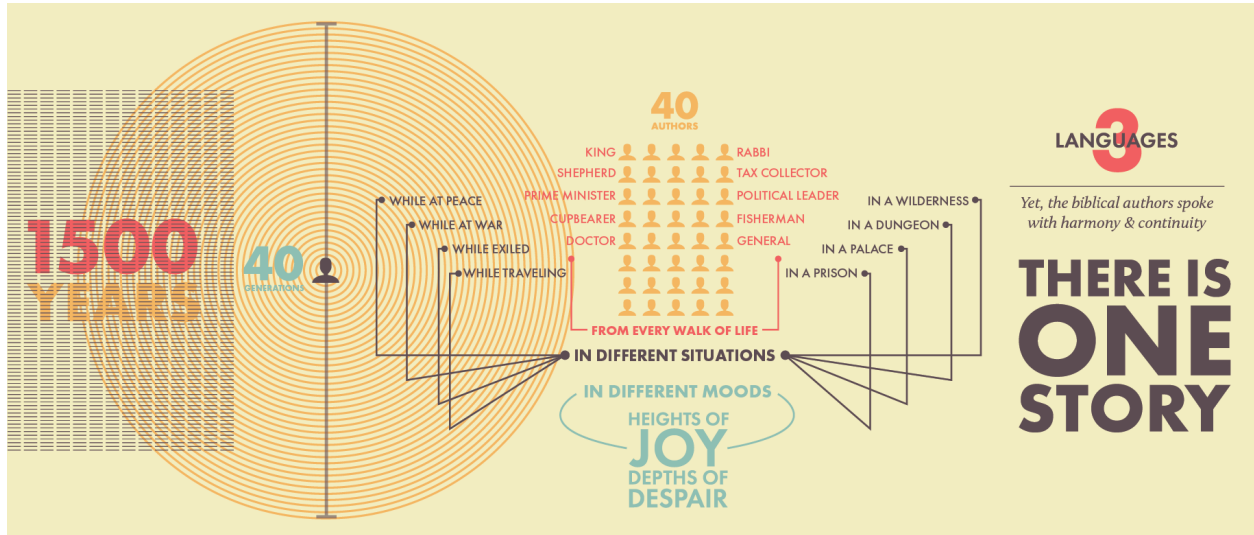 1500
YEARS
40
GENERATIONS
WHILE AT PEACE
WHILE AT WAR
WHILE EXILED
WHILE TRAVELING
40
AUTHORS
KING
SHEPHERD
PRIME MINISTER
CUPBEARER
DOCTOR
RABBI
TAX COLLECTOR
POLITICAL LEADER
FISHERMAN
GENERAL
FROM EVERY WALK OF LIFE
IN DIFFERENT SITUATIONS
IN DIFFERENT MOODS
HEIGHTS OF
JOY
DEPTHS OF
DESPAIR
IN A WILDERNESS
IN A DUNGEON
IN A PALACE
IN A PRISON
3
LANGUAGES
Yet, the biblical authors spoke
with harmony & continuity
THERE IS
ONE
STORY